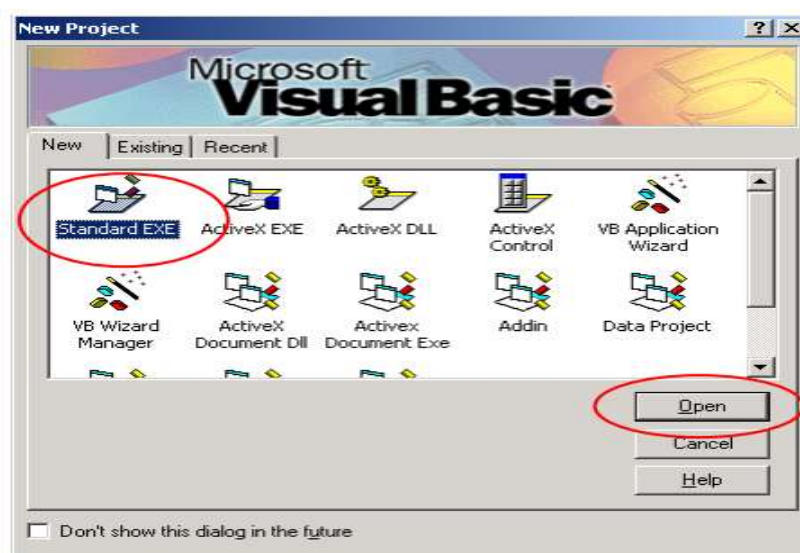 New Project
Microsoft
Visual Basic
New Existing Recent
Standard EXE ActiveX EXE ActiveX DLL ActiveX Control VB Application Wizard
VB Wizard Manager ActiveX Document Dll Activex Document Exe Addin Data Project
Open
Cancel
Help
Don't show this dialog in the future